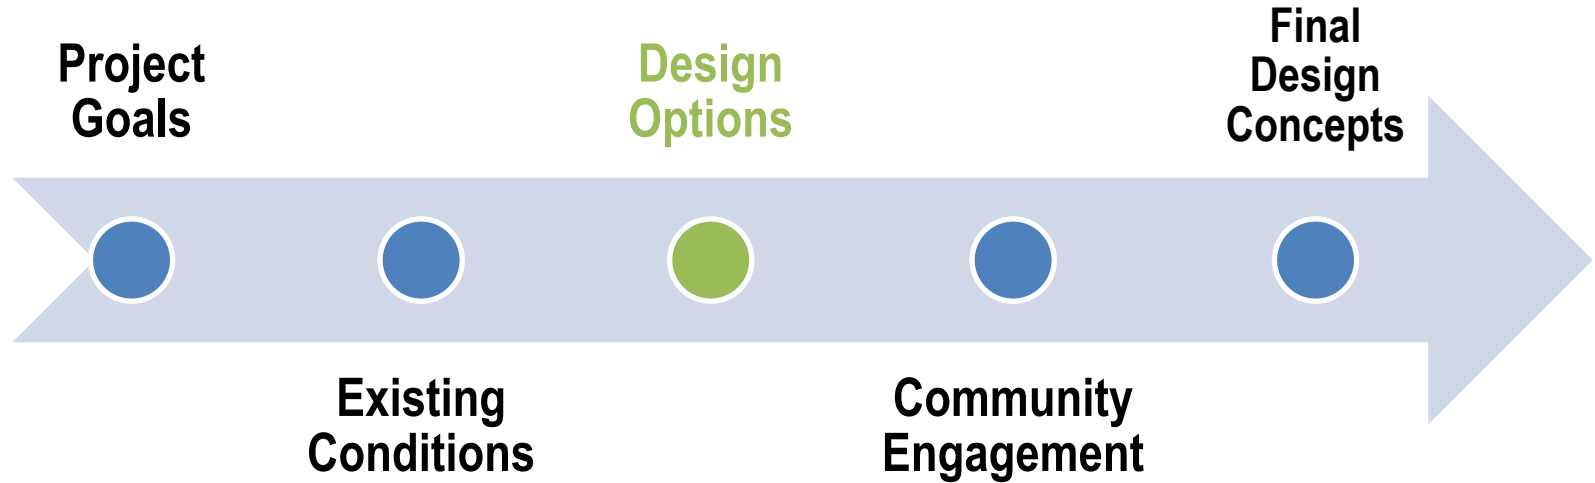 Project
Goals
Existing
Conditions
Design
Options
Community
Engagement
Final
Design
Concepts